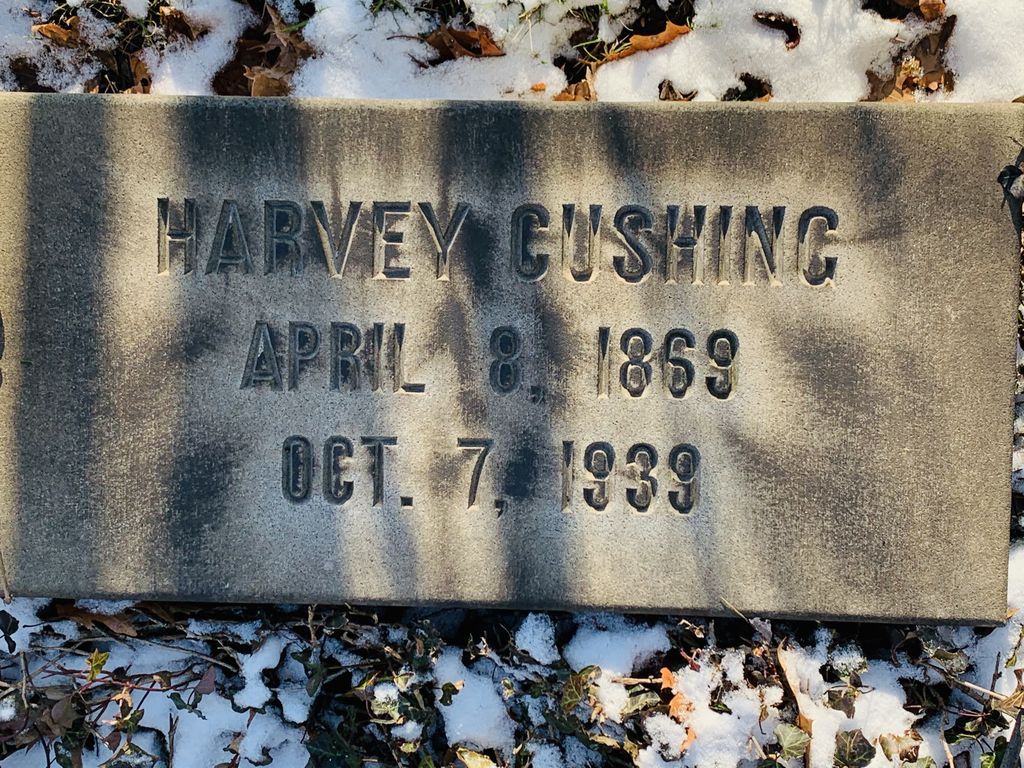 HARVEY CUSHING
APRIL 8, 1869
OCT. 7, 1939